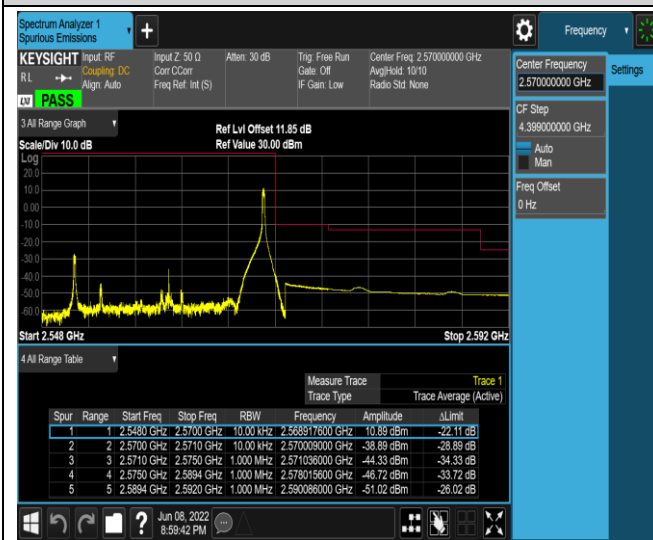 Spectrum Analyzer 1
Spurious Emissions
Frequency
KEYSIGHT Input: RF Input Z: 50 Ω Atten: 30 dB Trig: Free Run Center Freq: 2.570000000 GHz
RL Coupling: DC Corr CCorr Gate: Off Avg|Hold: 10/10
Align: Auto Freq Ref: Int (S) IF Gain: Low Radio Std: None
LXI PASS
Center Frequency
2.570000000 GHz
Settings
CF Step
4.399000000 GHz
Auto
Man
Freq Offset
0 Hz
3 All Range Graph
Ref Lvl Offset 11.85 dB
Scale/Div 10.0 dB Ref Value 30.00 dBm
Log
20.0
10.0
0.00
-10.0
-20.0
-30.0
-40.0
-50.0
-60.0
Start 2.548 GHz Stop 2.592 GHz
4 All Range Table
Measure Trace Trace 1
Trace Type Trace Average (Active)
Spur Range Start Freq Stop Freq RBW Frequency Amplitude ΔLimit
1 1 2.5480 GHz 2.5700 GHz 10.00 kHz 2.568917600 GHz 10.89 dBm -22.11 dB
2 2 2.5700 GHz 2.5710 GHz 10.00 kHz 2.570009000 GHz -38.89 dBm -28.89 dB
3 3 2.5710 GHz 2.5750 GHz 1.000 MHz 2.571036000 GHz -44.33 dBm -34.33 dB
4 4 2.5750 GHz 2.5894 GHz 1.000 MHz 2.578015600 GHz -46.72 dBm -33.72 dB
5 5 2.5894 GHz 2.5920 GHz 1.000 MHz 2.590086000 GHz -51.02 dBm -26.02 dB
Jun 08, 2022
8:59:42 PM